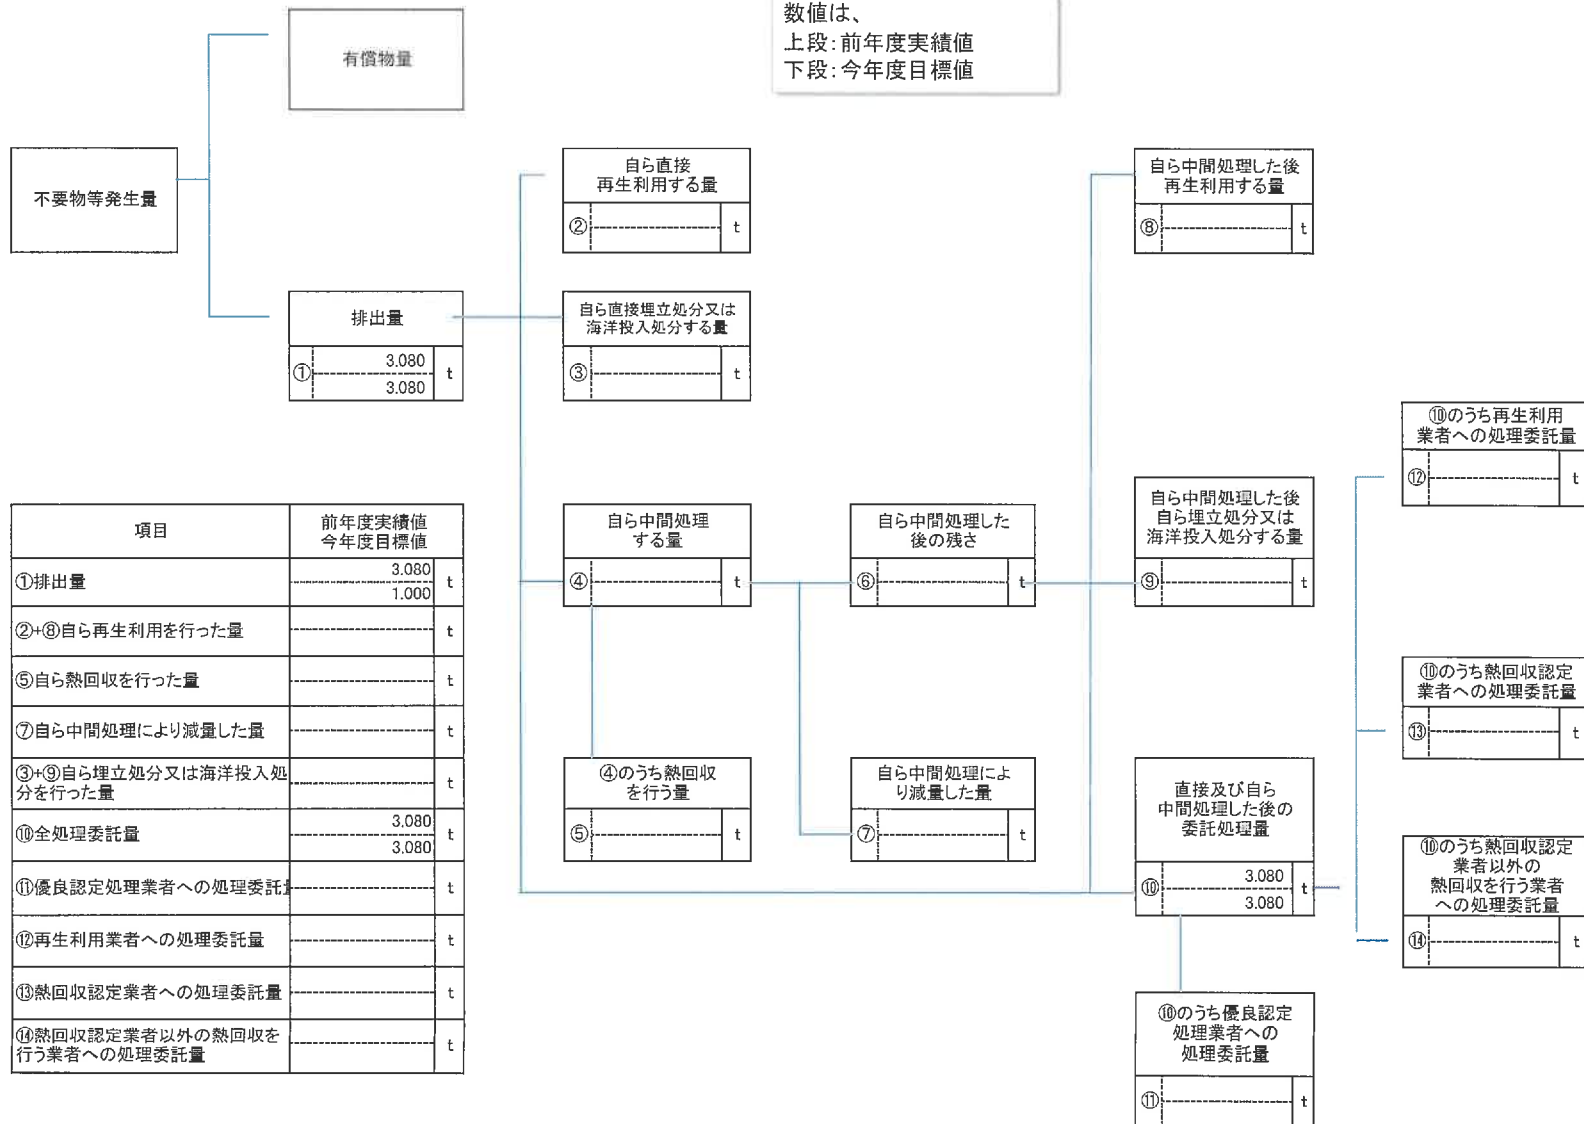 数値は、
上段：前年度実績値
下段：今年度目標値
有償物量
不要物等発生量
自ら直接
再生利用する量
② t
自ら中間処理した後
再生利用する量
⑧ t
排出量
① 3.080 t
3.080
自ら直接埋立処分又は
海洋投入処分する量
③ t
⑩のうち再生利用
業者への処理委託量
⑫ t
自ら中間処理
する量
④ t
自ら中間処理した
後の残さ
⑥ t
自ら中間処理した後
自ら埋立処分又は
海洋投入処分する量
⑨ t
⑩のうち熱回収認定
業者への処理委託量
⑬ t
④のうち熱回収
を行う量
⑤ t
自ら中間処理によ
り減量した量
⑦ t
直接及び自ら
中間処理した後の
委託処理量
⑩ 3.080 t
3.080
⑩のうち熱回収認定
業者以外の
熱回収を行う業者
への処理委託量
⑭ t
⑩のうち優良認定
処理業者への
処理委託量
⑪ t
項目 前年度実績値
今年度目標値
①排出量 3.080 t
1.000
②+⑧自ら再生利用を行った量 t
⑤自ら熱回収を行った量 t
⑦自ら中間処理により減量した量 t
③+⑨自ら埋立処分又は海洋投入処
分を行った量 t
⑩全処理委託量 3.080 t
3.080
⑪優良認定処理業者への処理委託 t
⑫再生利用業者への処理委託量 t
⑬熱回収認定業者への処理委託量 t
⑭熱回収認定業者以外の熱回収を
行う業者への処理委託量 t